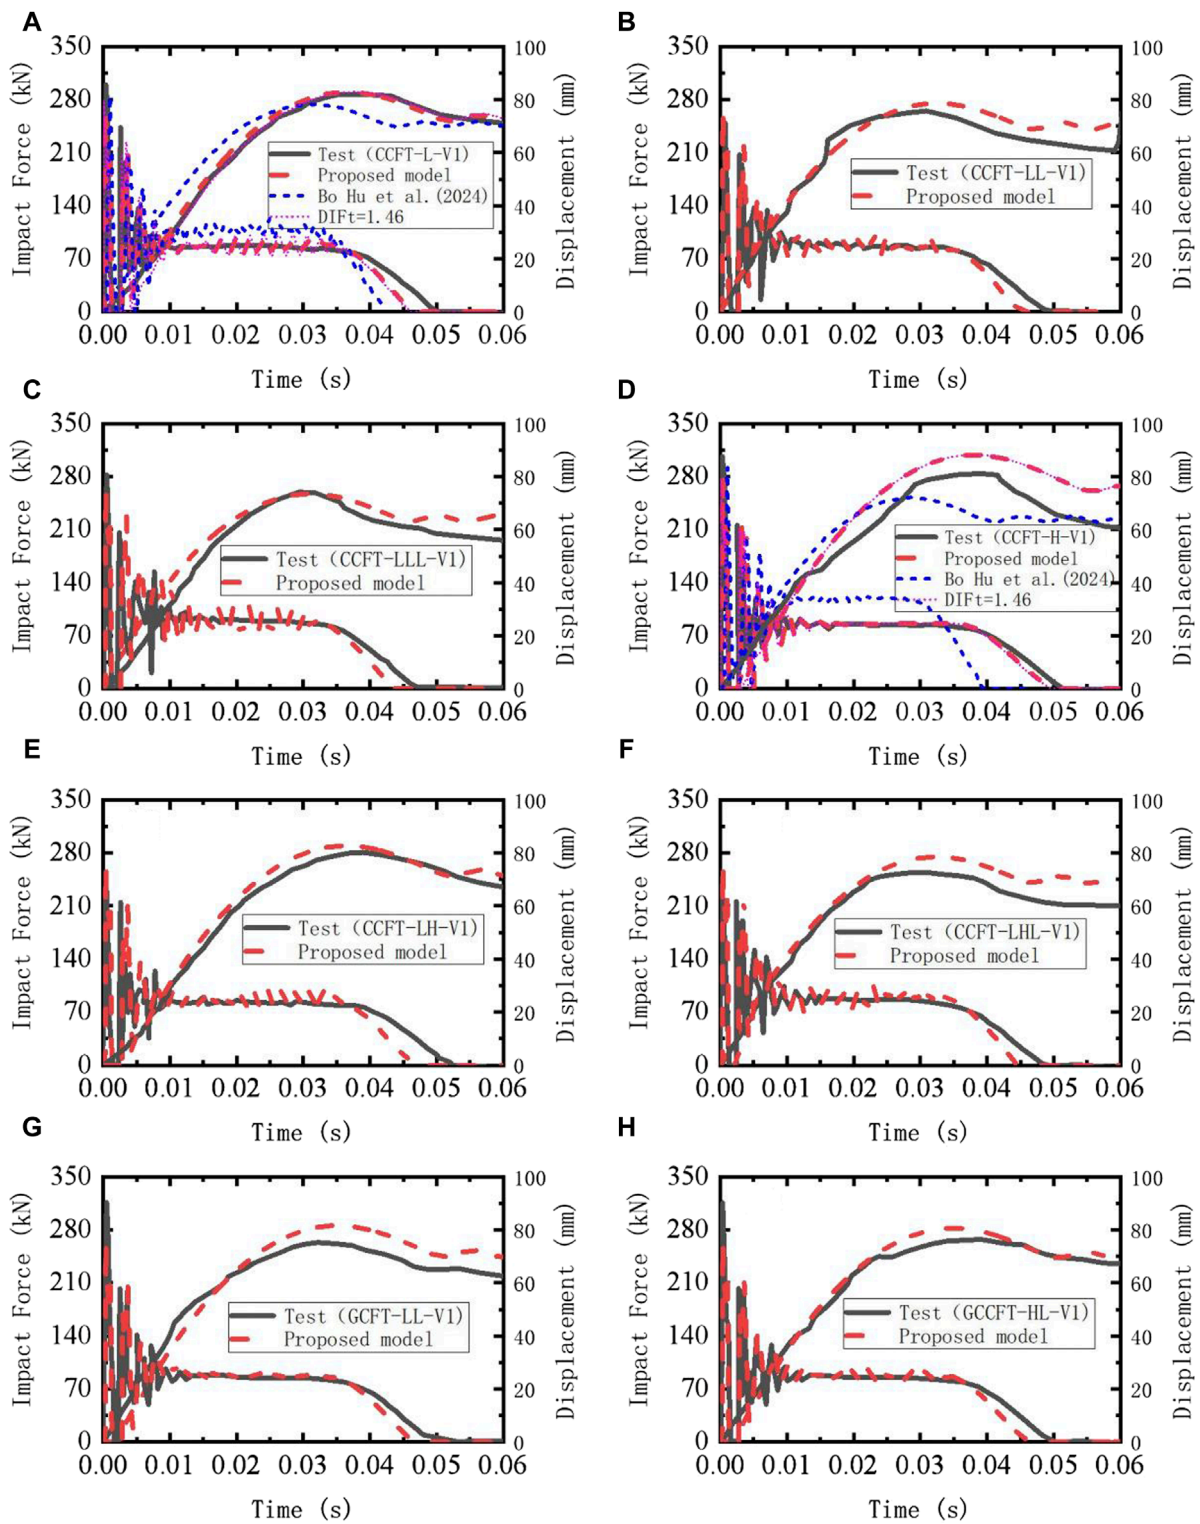 A
350
280
210
140
70
0
Impact Force (kN)
100
80
60
40
20
0
Displacement (mm)
Test (CCFT-L-V1)
Proposed model
Bo Hu et al.(2024)
DIFt=1.46
0.00 0.01 0.02 0.03 0.04 0.05 0.06
Time (s)
B
350
280
210
140
70
0
Impact Force (kN)
100
80
60
40
20
0
Displacement (mm)
Test (CCFT-LL-V1)
Proposed model
0.00 0.01 0.02 0.03 0.04 0.05 0.06
Time (s)
C
350
280
210
140
70
0
Impact Force (kN)
100
80
60
40
20
0
Displacement (mm)
Test (CCFT-LLL-V1)
Proposed model
0.00 0.01 0.02 0.03 0.04 0.05 0.06
Time (s)
D
350
280
210
140
70
0
Impact Force (kN)
100
80
60
40
20
0
Displacement (mm)
Test (CCFT-H-V1)
Proposed model
Bo Hu et al.(2024)
DIFt=1.46
0.00 0.01 0.02 0.03 0.04 0.05 0.06
Time (s)
E
350
280
210
140
70
0
Impact Force (kN)
100
80
60
40
20
0
Displacement (mm)
Test (CCFT-LH-V1)
Proposed model
0.00 0.01 0.02 0.03 0.04 0.05 0.06
Time (s)
F
350
280
210
140
70
0
Impact Force (kN)
100
80
60
40
20
0
Displacement (mm)
Test (CCFT-LHL-V1)
Proposed model
0.00 0.01 0.02 0.03 0.04 0.05 0.06
Time (s)
G
350
280
210
140
70
0
Impact Force (kN)
100
80
60
40
20
0
Displacement (mm)
Test (GCFT-LL-V1)
Proposed model
0.00 0.01 0.02 0.03 0.04 0.05 0.06
Time (s)
H
350
280
210
140
70
0
Impact Force (kN)
100
80
60
40
20
0
Displacement (mm)
Test (GCCFT-HL-V1)
Proposed model
0.00 0.01 0.02 0.03 0.04 0.05 0.06
Time (s)